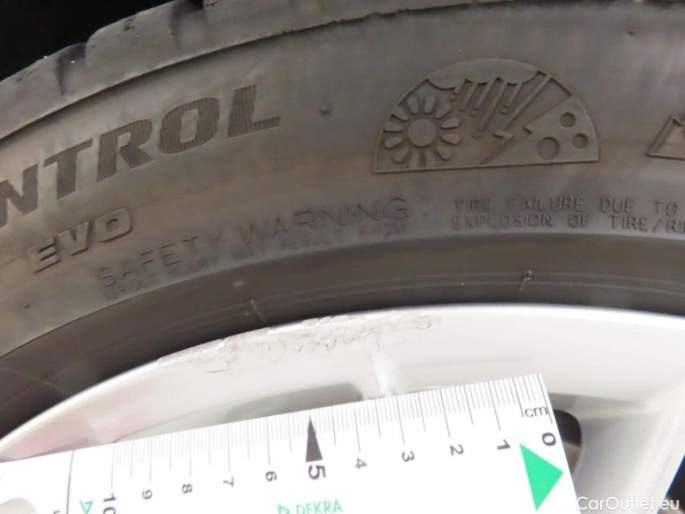 NTROL
EVO
SAFETY WARNING
TIRE FAILURE DUE TO
EXPLOSION OF TIRE/RI
cm
10 9 8 7 6 5 4 3 2 1 0
DEKRA
CarOutlet.eu